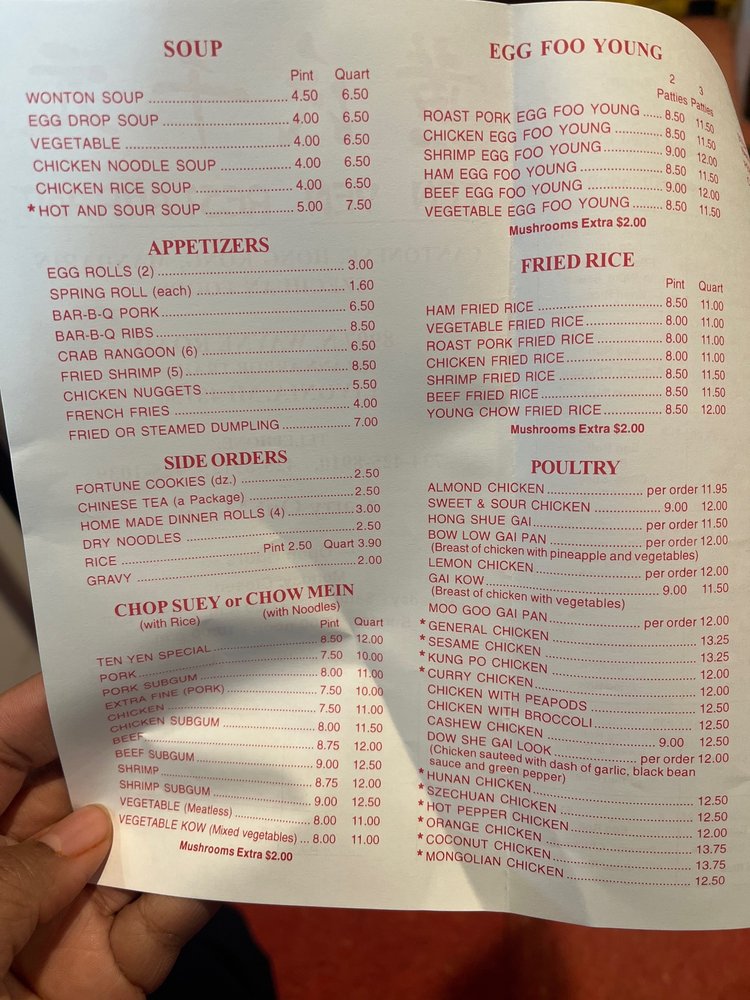 SOUP
Pint Quart
WONTON SOUP 4.50 6.50
EGG DROP SOUP 4.00 6.50
VEGETABLE 4.00 6.50
CHICKEN NOODLE SOUP 4.00 6.50
CHICKEN RICE SOUP 4.00 6.50
*HOT AND SOUR SOUP 5.00 7.50
APPETIZERS
EGG ROLLS (2) 3.00
SPRING ROLL (each) 1.60
BAR-B-Q PORK 6.50
BAR-B-Q RIBS 8.50
CRAB RANGOON (6) 6.50
FRIED SHRIMP (5) 8.50
CHICKEN NUGGETS 5.50
FRENCH FRIES 4.00
FRIED OR STEAMED DUMPLING 7.00
SIDE ORDERS
FORTUNE COOKIES (dz.) 2.50
CHINESE TEA (a Package) 2.50
HOME MADE DINNER ROLLS (4) 3.00
DRY NOODLES 2.50
RICE Pint 2.50 Quart 3.90
GRAVY 2.00
CHOP SUEY or CHOW MEIN
(with Rice) (with Noodles)
Pint Quart
TEN YEN SPECIAL 8.50 12.00
PORK 7.50 10.00
PORK SUBGUM 8.00 11.00
EXTRA FINE (PORK) 7.50 10.00
CHICKEN 7.50 11.00
CHICKEN SUBGUM 8.00 11.50
BEEF 8.75 12.00
BEEF SUBGUM 9.00 12.50
SHRIMP 8.75 12.00
SHRIMP SUBGUM 9.00 12.50
VEGETABLE (Meatless) 8.00 11.00
VEGETABLE KOW (Mixed vegetables) 8.00 11.00
Mushrooms Extra $2.00
EGG FOO YOUNG
2 3
Patties Patties
ROAST PORK EGG FOO YOUNG 8.50 11.50
CHICKEN EGG FOO YOUNG 8.50 11.50
SHRIMP EGG FOO YOUNG 9.00 12.00
HAM EGG FOO YOUNG 8.50 11.50
BEEF EGG FOO YOUNG 9.00 12.00
VEGETABLE EGG FOO YOUNG 8.50 11.50
Mushrooms Extra $2.00
FRIED RICE
Pint Quart
HAM FRIED RICE 8.50 11.00
VEGETABLE FRIED RICE 8.00 11.00
ROAST PORK FRIED RICE 8.00 11.00
CHICKEN FRIED RICE 8.00 11.00
SHRIMP FRIED RICE 8.50 11.50
BEEF FRIED RICE 8.50 11.50
YOUNG CHOW FRIED RICE 8.50 12.00
Mushrooms Extra $2.00
POULTRY
ALMOND CHICKEN per order 11.95
SWEET & SOUR CHICKEN 9.00 12.00
HONG SHUE GAI per order 11.50
BOW LOW GAI PAN per order 12.00
(Breast of chicken with pineapple and vegetables)
LEMON CHICKEN per order 12.00
GAI KOW 9.00 11.50
(Breast of chicken with vegetables)
MOO GOO GAI PAN per order 12.00
*GENERAL CHICKEN 13.25
*SESAME CHICKEN 13.25
*KUNG PO CHICKEN 12.00
*CURRY CHICKEN 12.00
CHICKEN WITH PEAPODS 12.50
CHICKEN WITH BROCCOLI 12.50
CASHEW CHICKEN 9.00 12.50
DOW SHE GAI LOOK per order 12.00
(Chicken sauteed with dash of garlic, black bean
sauce and green pepper)
*HUNAN CHICKEN 12.50
*SZECHUAN CHICKEN 12.50
*HOT PEPPER CHICKEN 12.00
*ORANGE CHICKEN 13.75
*COCONUT CHICKEN 13.75
*MONGOLIAN CHICKEN 12.50